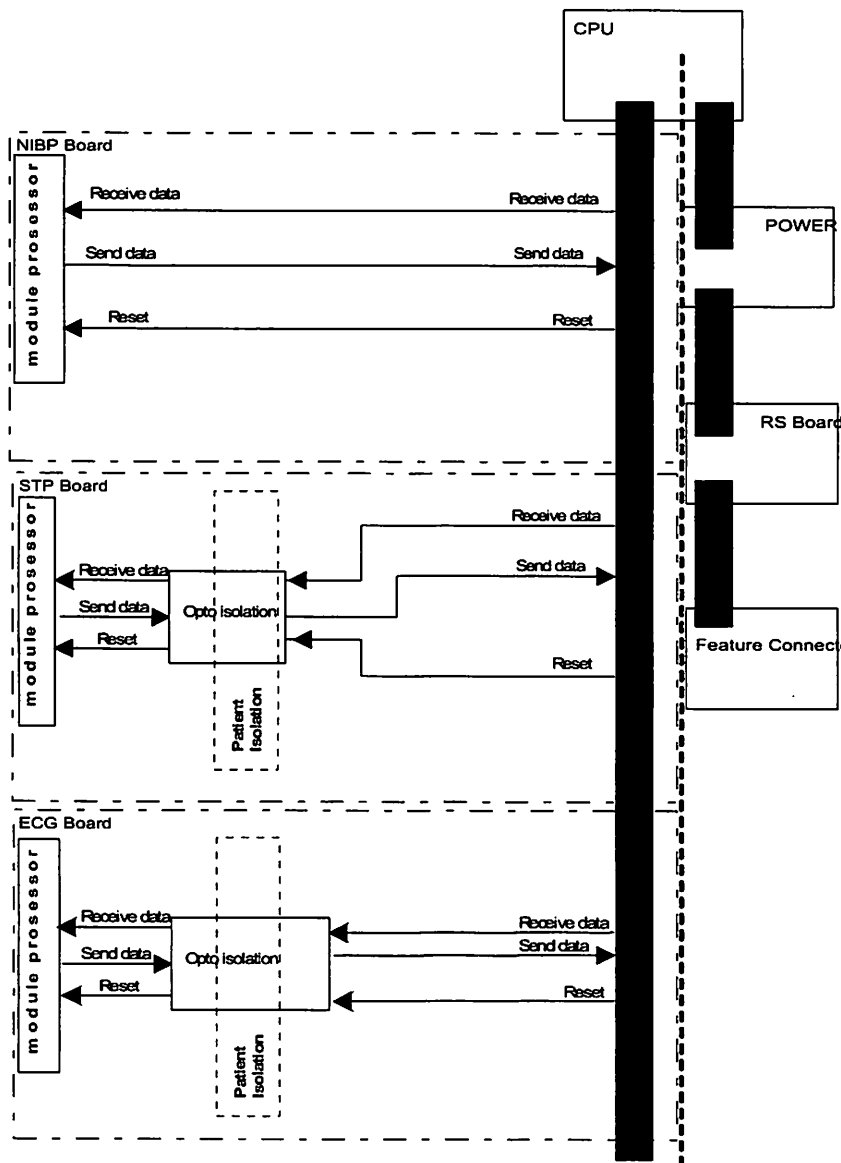 CPU
NIBP Board
module prosessor
Receive data
Receive data
Send data
Send data
Reset
Reset
POWER
RS Board
STP Board
module prosessor
Receive data
Receive data
Send data
Send data
Opto isolation
Reset
Reset
Patient
Isolation
Feature Connect
ECG Board
module prosessor
Receive data
Receive data
Send data
Send data
Opto isolation
Reset
Reset
Patient
Isolation